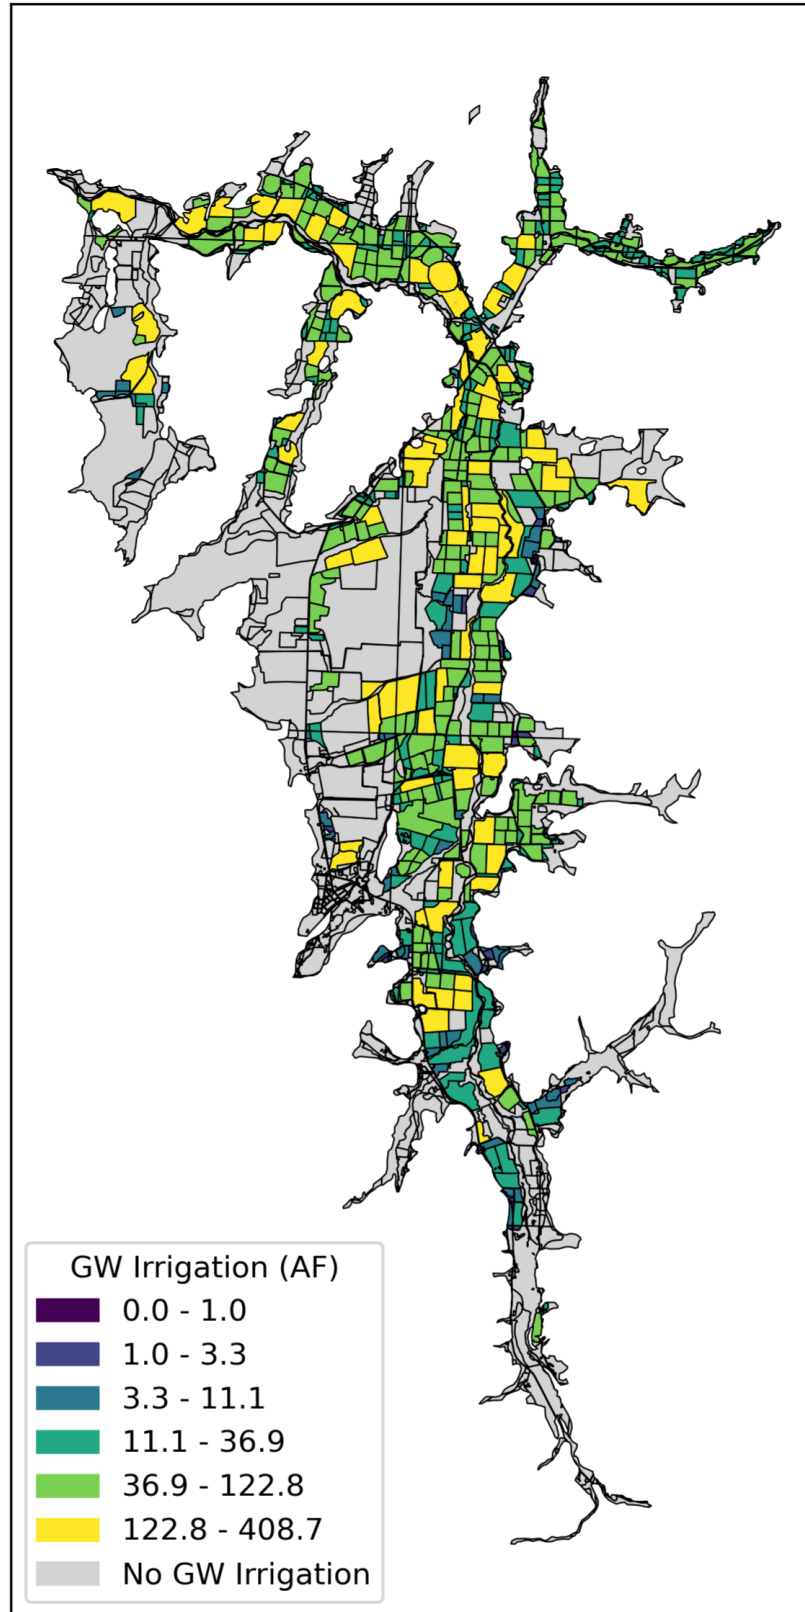 GW Irrigation (AF)
0.0 - 1.0
1.0 - 3.3
3.3 - 11.1
11.1 - 36.9
36.9 - 122.8
122.8 - 408.7
No GW Irrigation